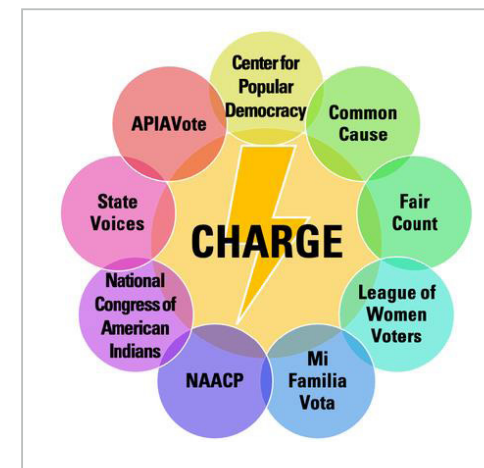 Center for
Popular
Democracy
Common
Cause
Fair
Count
League of
Women
Voters
Mi
Familia
Vota
NAACP
National
Congress of
American
Indians
State
Voices
APIAVote
CHARGE